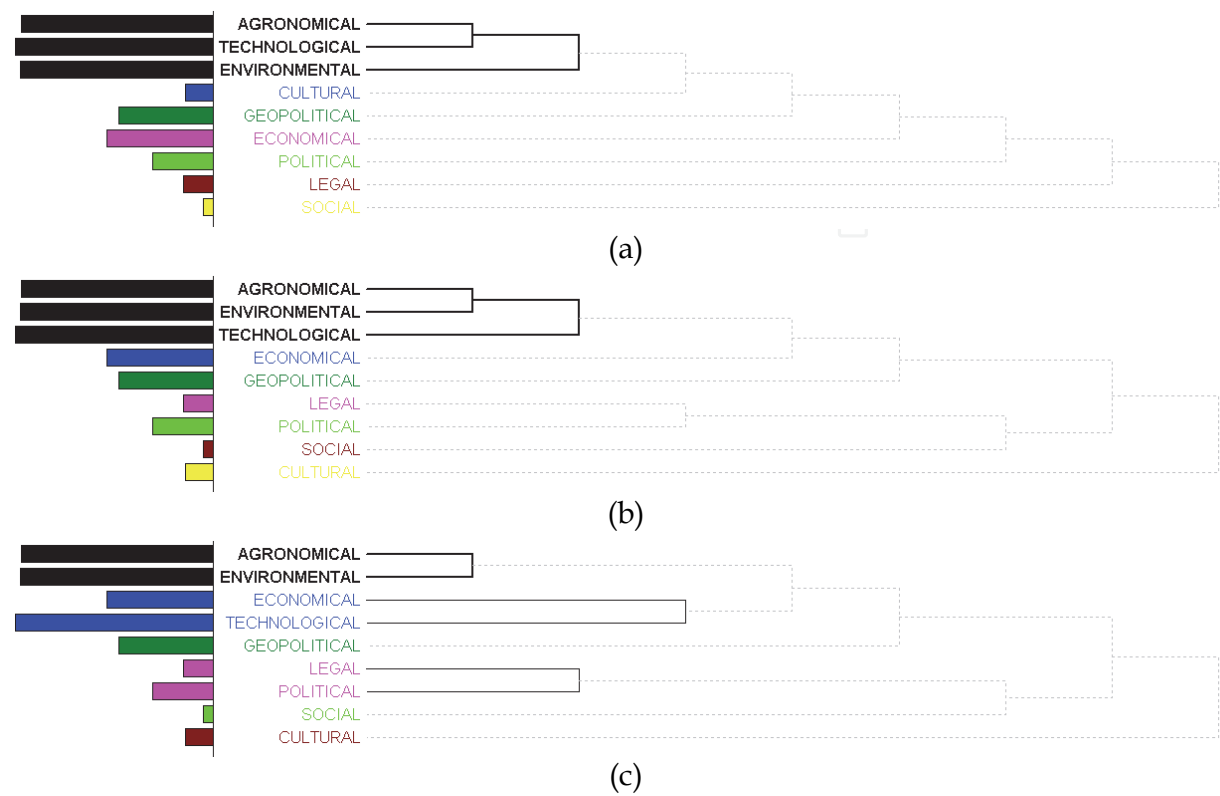 AGRONOMICAL
TECHNOLOGICAL
ENVIRONMENTAL
CULTURAL
GEOPOLITICAL
ECONOMICAL
POLITICAL
LEGAL
SOCIAL
(a)
AGRONOMICAL
ENVIRONMENTAL
TECHNOLOGICAL
ECONOMICAL
GEOPOLITICAL
LEGAL
POLITICAL
SOCIAL
CULTURAL
(b)
AGRONOMICAL
ENVIRONMENTAL
ECONOMICAL
TECHNOLOGICAL
GEOPOLITICAL
LEGAL
POLITICAL
SOCIAL
CULTURAL
(c)